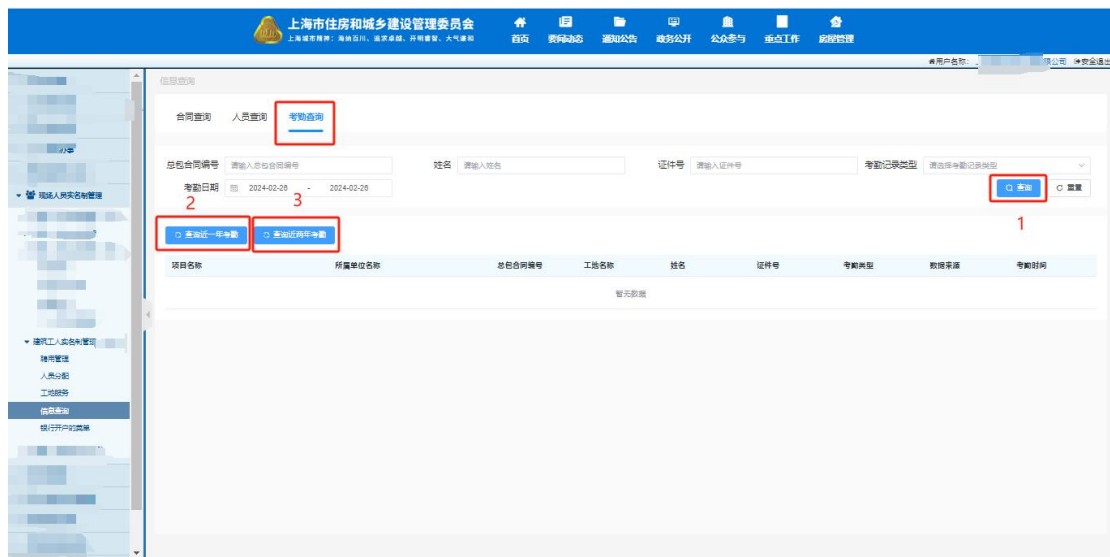 上海市住房和城乡建设管理委员会
上海城市精神：海纳百川、追求卓越、开明睿智、大气谦和
首页 要闻动态 通知公告 政务公开 公众参与 重点工作 房屋管理
用户名称： 限公司 安全退出
信息查询
合同查询 人员查询 考勤查询
总包合同编号 请输入总包合同编号 姓名 请输入姓名 证件号 请输入证件号 考勤记录类型 请选择考勤记录类型
考勤日期 2024-02-26 - 2024-02-26 查询 重置
2 3 1
查询近一年考勤 查询近两年考勤
项目名称 所属单位名称 总包合同编号 工地名称 姓名 证件号 考勤类型 数据来源 考勤时间
暂无数据
现场人员实名制管理
建筑工人实名制管理
聘用管理
人员分配
工地服务
信息查询
银行开户的菜单